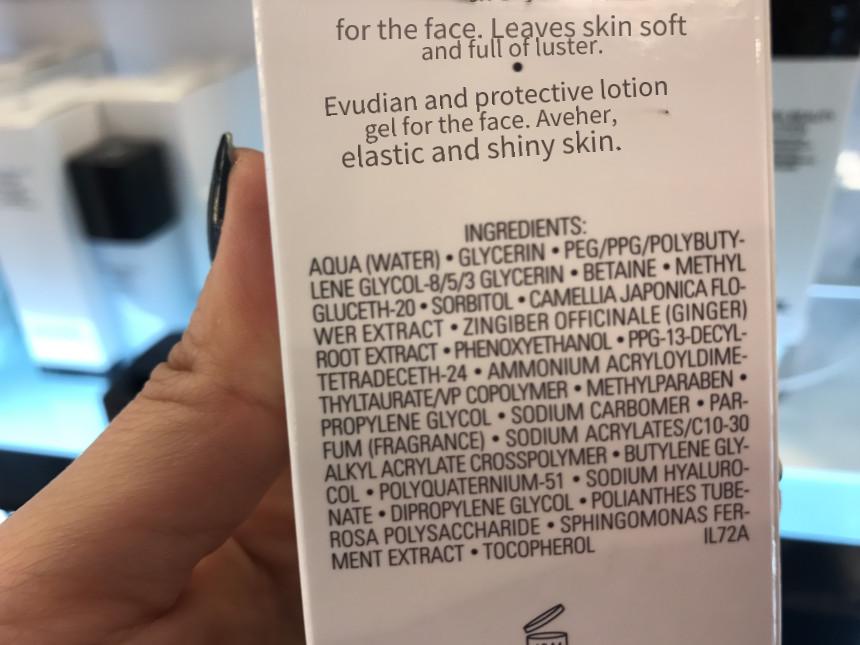 for the face. Leaves skin soft
and full of luster.
•
Evudian and protective lotion
gel for the face. Aveher,
elastic and shiny skin.
INGREDIENTS:
AQUA (WATER) • GLYCERIN • PEG/PPG/POLYBUTY-
LENE GLYCOL-8/5/3 GLYCERIN • BETAINE • METHYL
GLUCETH-20 • SORBITOL • CAMELLIA JAPONICA FLO-
WER EXTRACT • ZINGIBER OFFICINALE (GINGER)
ROOT EXTRACT • PHENOXYETHANOL • PPG-13-DECYL-
TETRADECETH-24 • AMMONIUM ACRYLOYLDIME-
THYLTAURATE/VP COPOLYMER • METHYLPARABEN •
PROPYLENE GLYCOL • SODIUM CARBOMER • PAR-
FUM (FRAGRANCE) • SODIUM ACRYLATES/C10-30
ALKYL ACRYLATE CROSSPOLYMER • BUTYLENE GLY-
COL • POLYQUATERNIUM-51 • SODIUM HYALURO-
NATE • DIPROPYLENE GLYCOL • POLIANTHES TUBE-
ROSA POLYSACCHARIDE • SPHINGOMONAS FER-
MENT EXTRACT • TOCOPHEROL IL72A